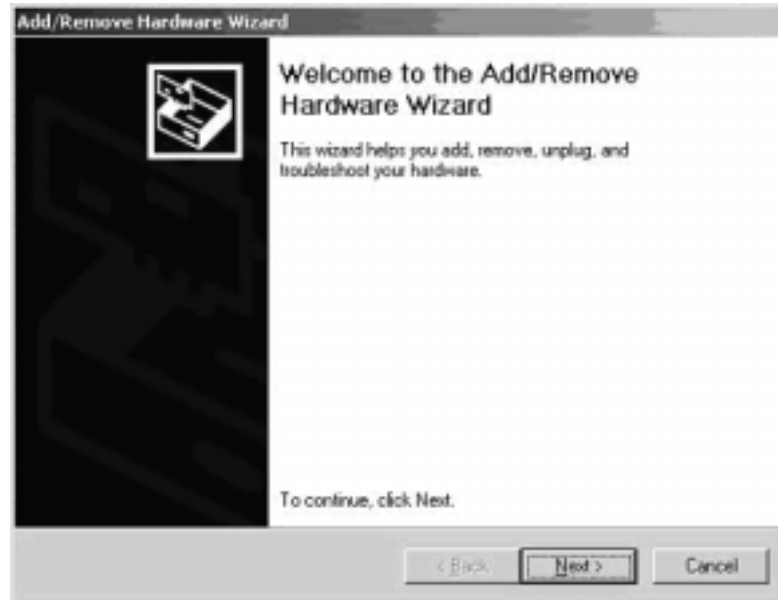 Add/Remove Hardware Wizard
Welcome to the Add/Remove
Hardware Wizard
This wizard helps you add, remove, unplug, and
troubleshoot your hardware.
To continue, click Next.
< Back
Next >
Cancel